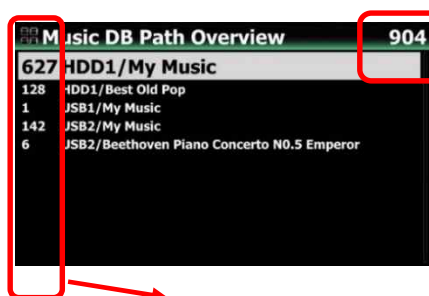 Music DB Path Overview 904
627 HDD1/My Music
128 HDD1/Best Old Pop
1 USB1/My Music
142 USB2/My Music
6 USB2/Beethoven Piano Concerto N0.5 Emperor